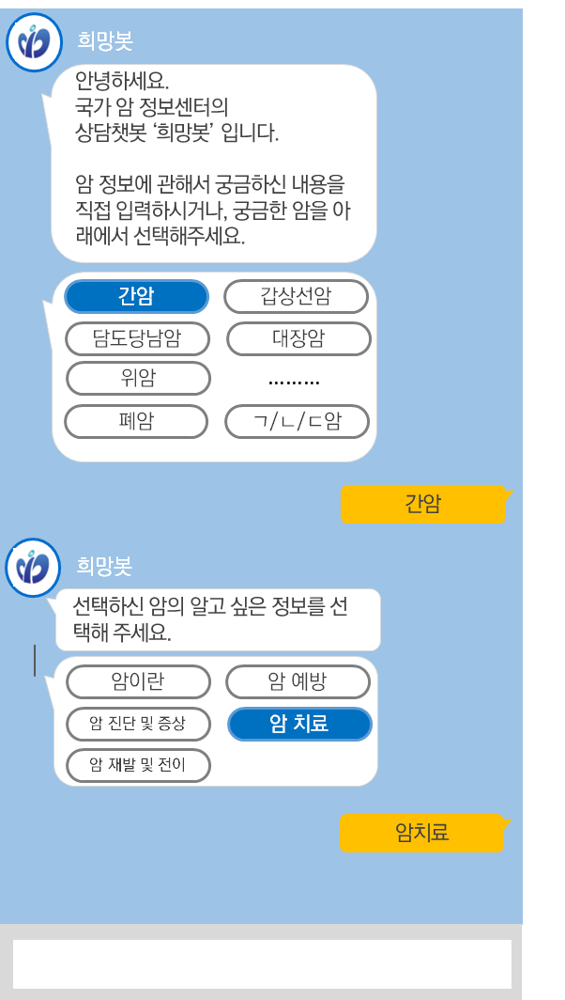 희망봇
안녕하세요.
국가 암 정보센터의
상담챗봇 ‘희망봇’ 입니다.
암 정보에 관해서 궁금하신 내용을
직접 입력하시거나, 궁금한 암을 아
래에서 선택해주세요.
간암 갑상선암
담도당남암 대장암
위암 ………
폐암 ㄱ/ㄴ/ㄷ암
간암
희망봇
선택하신 암의 알고 싶은 정보를 선
택해 주세요.
암이란 암 예방
암 진단 및 증상 암 치료
암 재발 및 전이
암치료